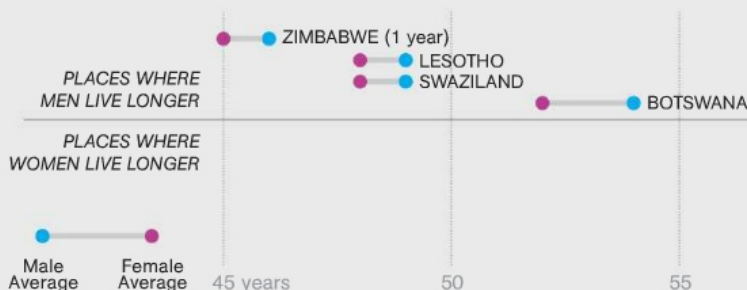 ZIMBABWE (1 year)
LESOTHO
PLACES WHERE
SWAZILAND
MEN LIVE LONGER
BOTSWANA
PLACES WHERE
WOMEN LIVE LONGER
Male
Average
Female
Average
45 years
50
55